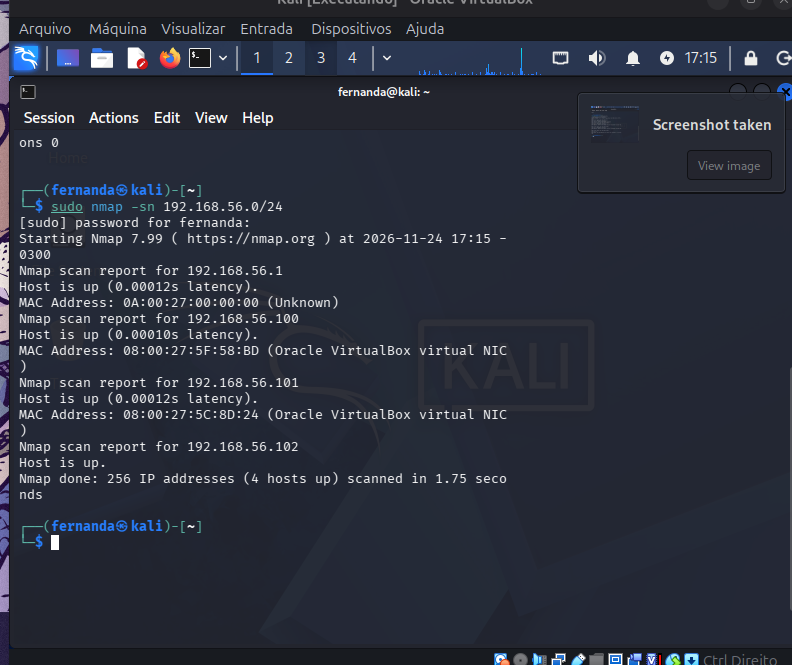 Kali [Executando] - Oracle VirtualBox
Arquivo Máquina Visualizar Entrada Dispositivos Ajuda
1 2 3 4 17:15
fernanda@kali: ~
Session Actions Edit View Help
Screenshot taken
View image
ons 0
Home
┌──(fernanda㉿kali)-[~]
└─$ sudo nmap -sn 192.168.56.0/24
[sudo] password for fernanda:
Starting Nmap 7.99 ( https://nmap.org ) at 2026-11-24 17:15 -
0300
Nmap scan report for 192.168.56.1
Host is up (0.00012s latency).
MAC Address: 0A:00:27:00:00:00 (Unknown)
Nmap scan report for 192.168.56.100
Host is up (0.00010s latency).
MAC Address: 08:00:27:5F:58:BD (Oracle VirtualBox virtual NIC
)
Nmap scan report for 192.168.56.101
Host is up (0.00012s latency).
MAC Address: 08:00:27:5C:8D:24 (Oracle VirtualBox virtual NIC
)
Nmap scan report for 192.168.56.102
Host is up.
Nmap done: 256 IP addresses (4 hosts up) scanned in 1.75 seco
nds
┌──(fernanda㉿kali)-[~]
└─$
KALI
Ctrl Direito